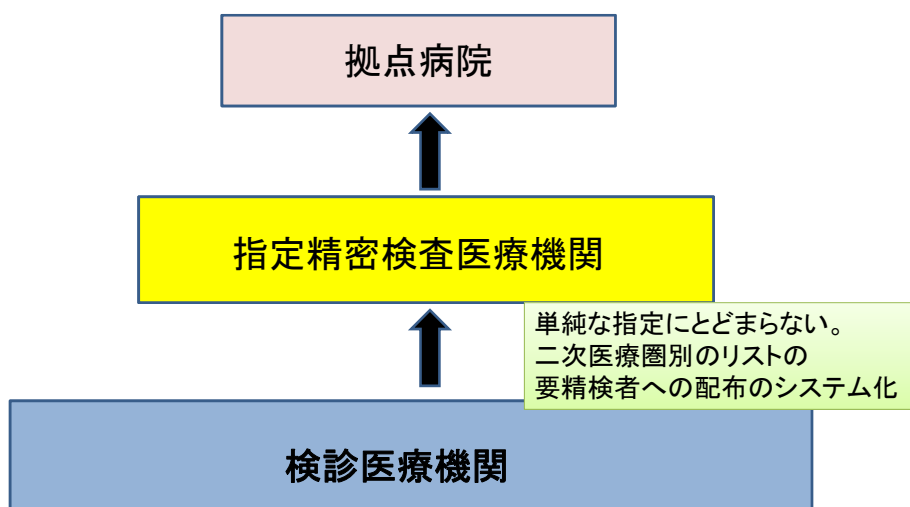 拠点病院
指定精密検査医療機関
単純な指定にとどまらない。
二次医療圏別のリストの
要精検者への配布のシステム化
検診医療機関